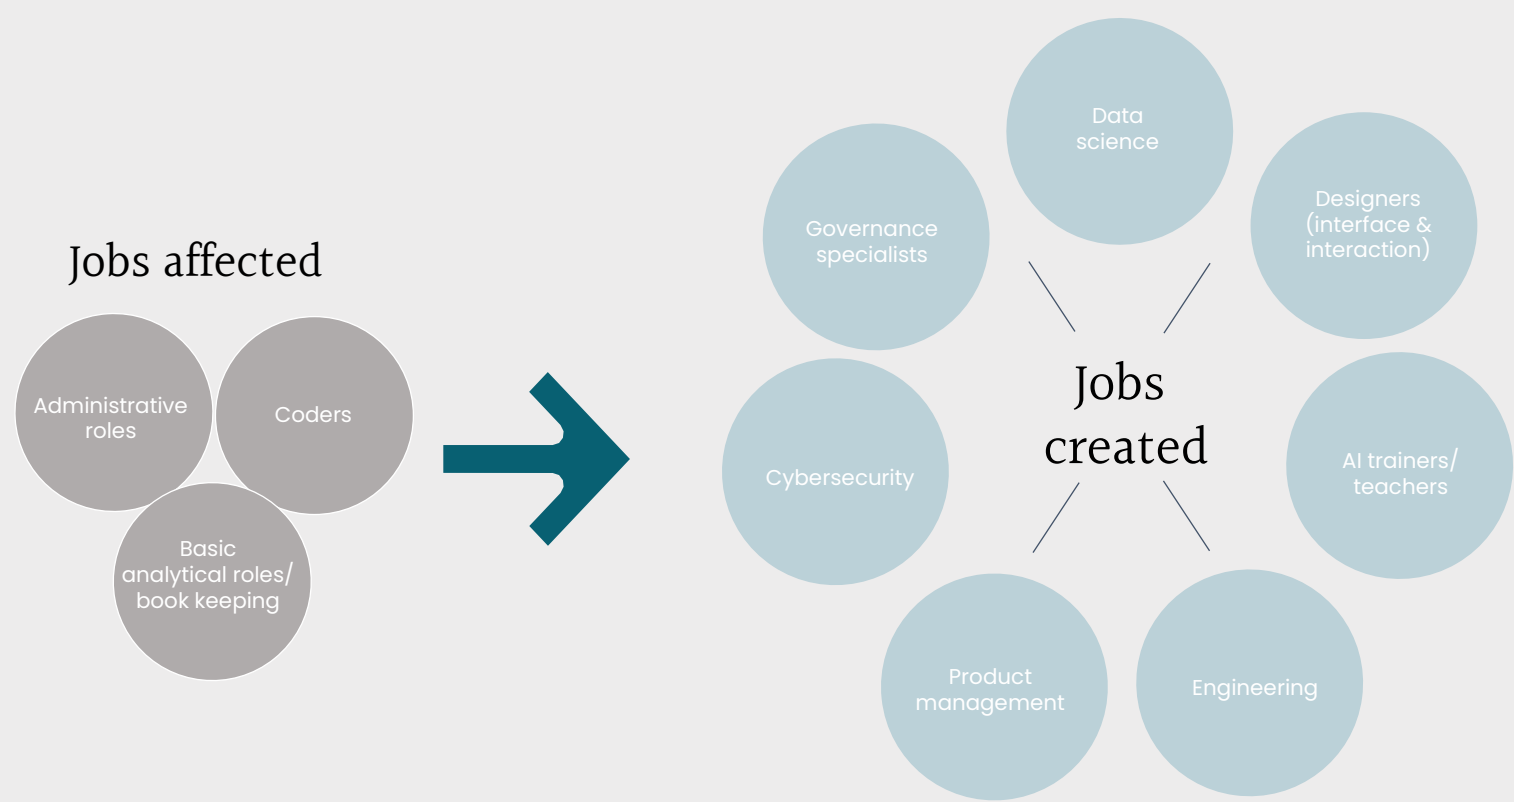 Jobs affected
Administrative
roles
Coders
Basic
analytical roles/
book keeping
Data
science
Governance
specialists
Designers
(interface &
interaction)
Jobs
created
Cybersecurity
AI trainers/
teachers
Product
management
Engineering